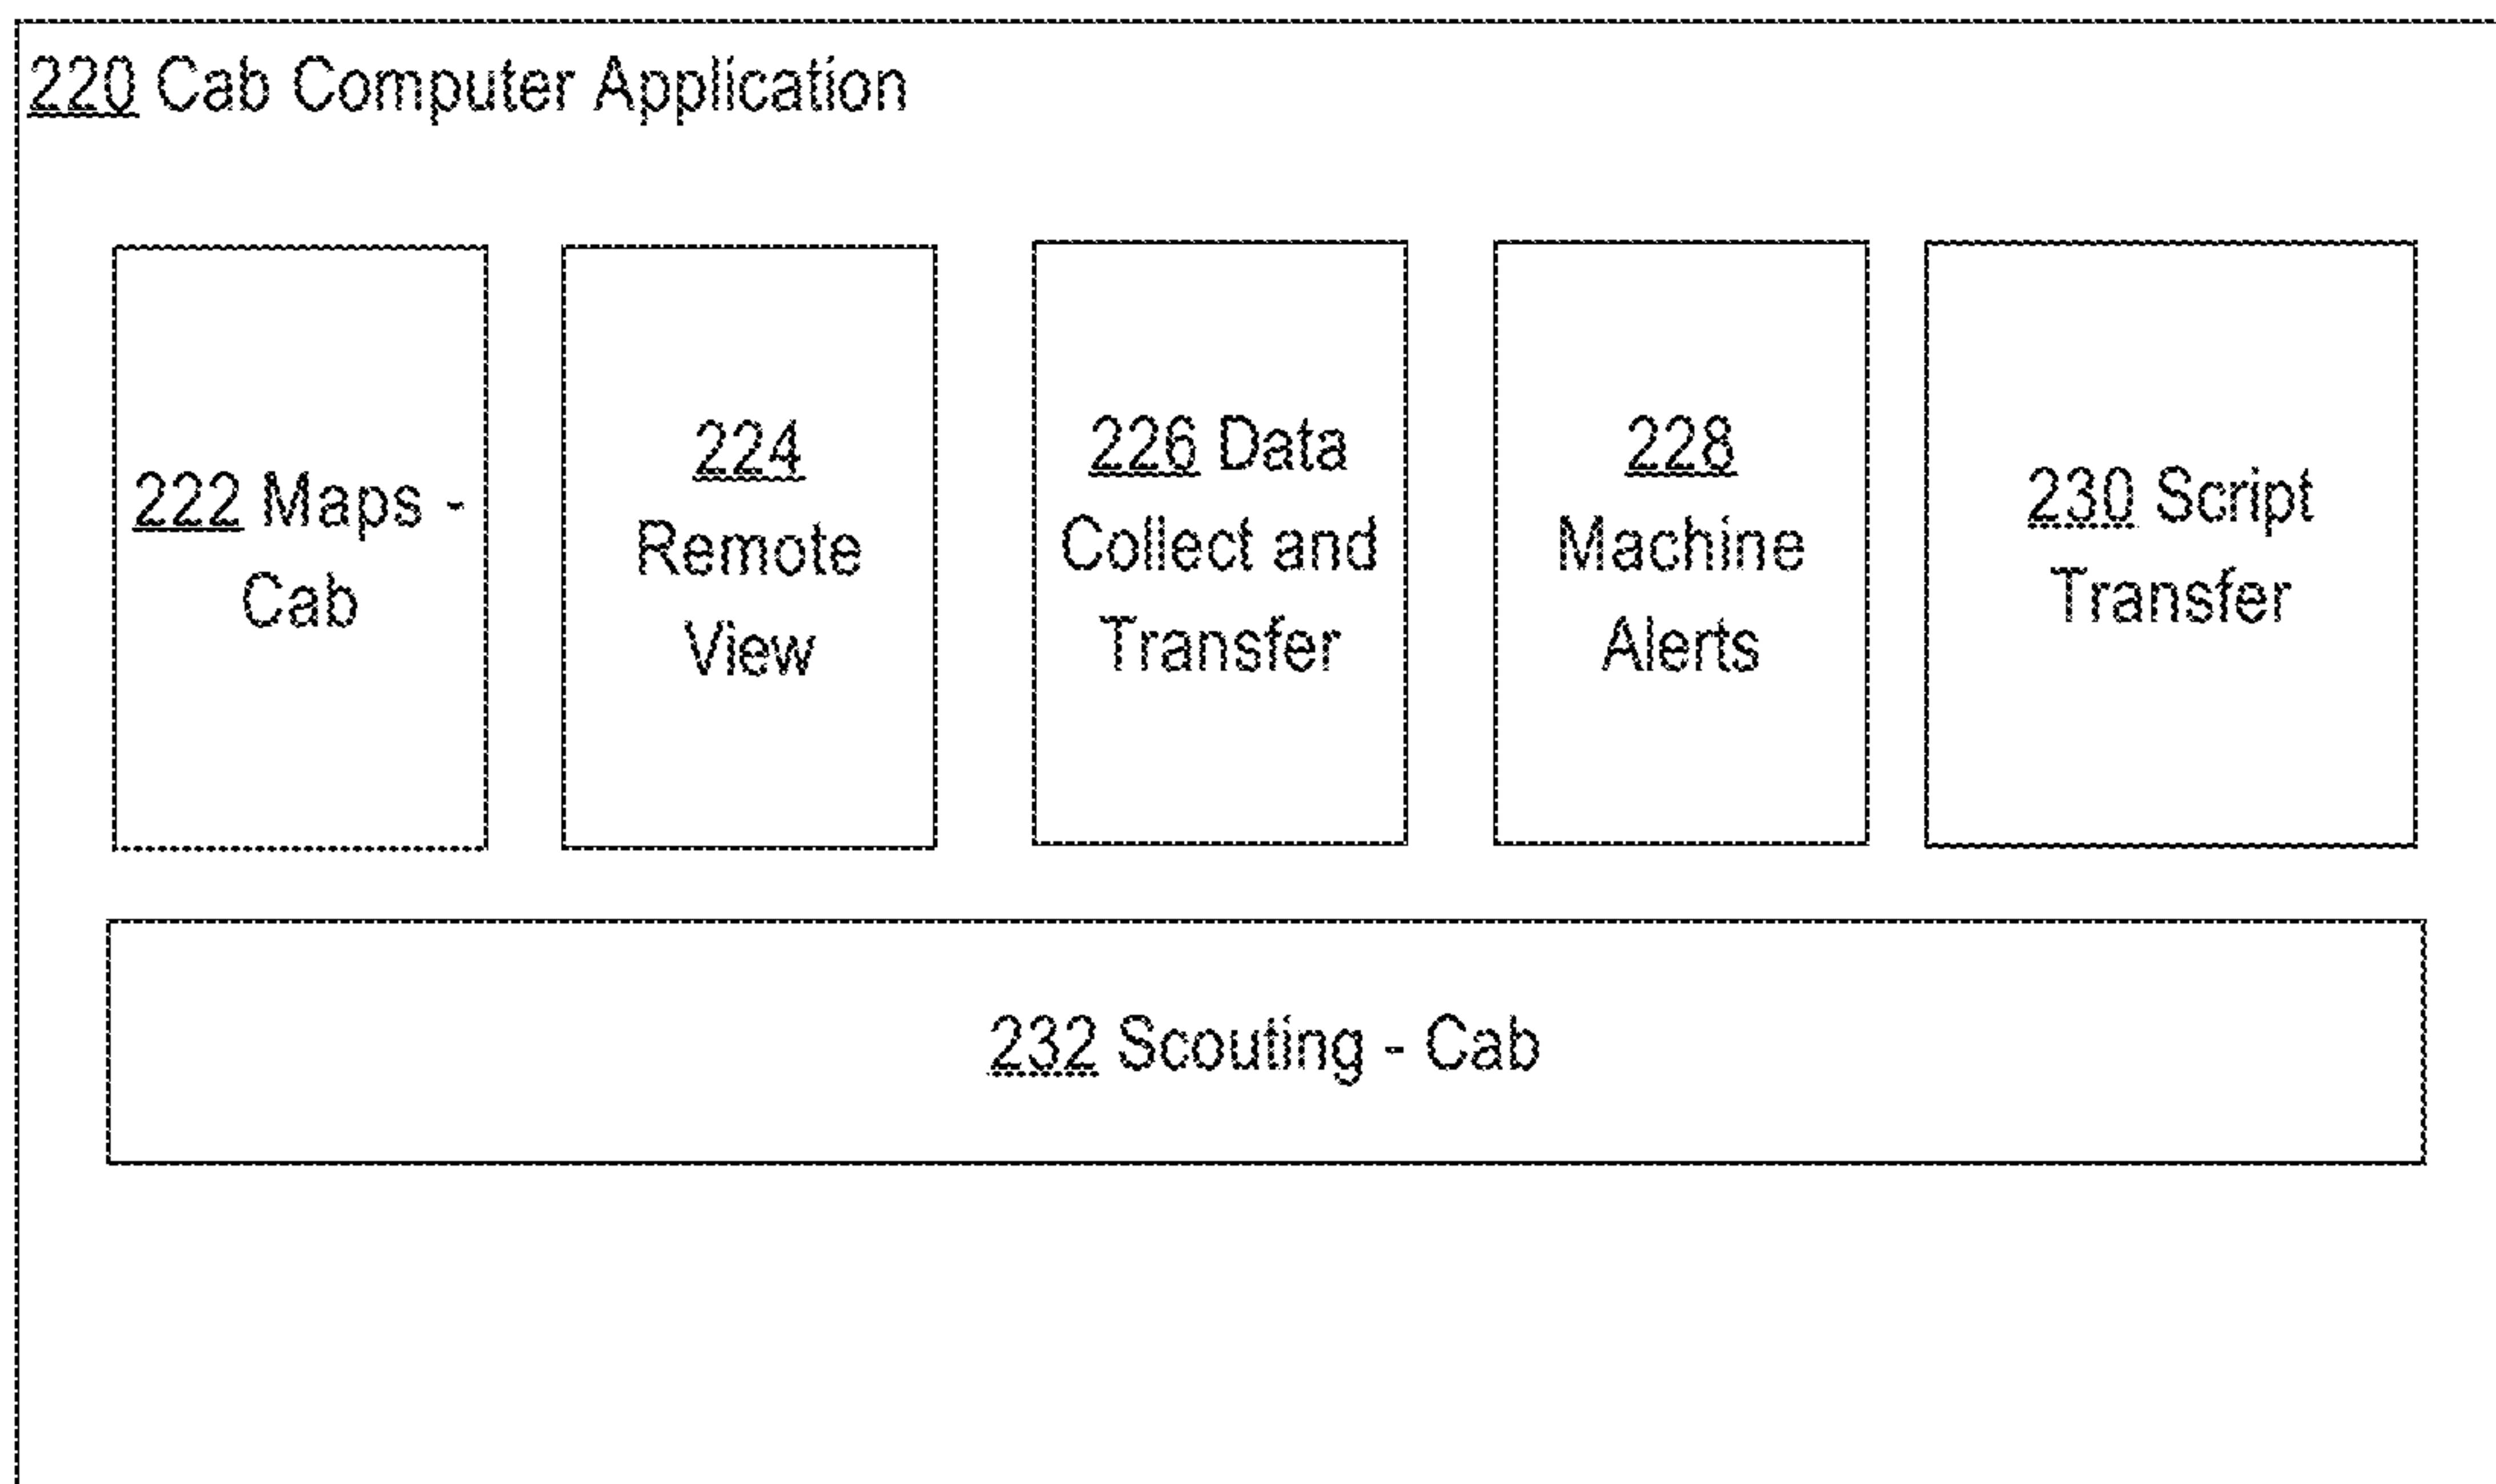 220 Cab Computer Application
222 Maps -
Cab
224
Remote
View
226 Data
Collect and
Transfer
228
Machine
Alerts
230 Script
Transfer
232 Scouting - Cab